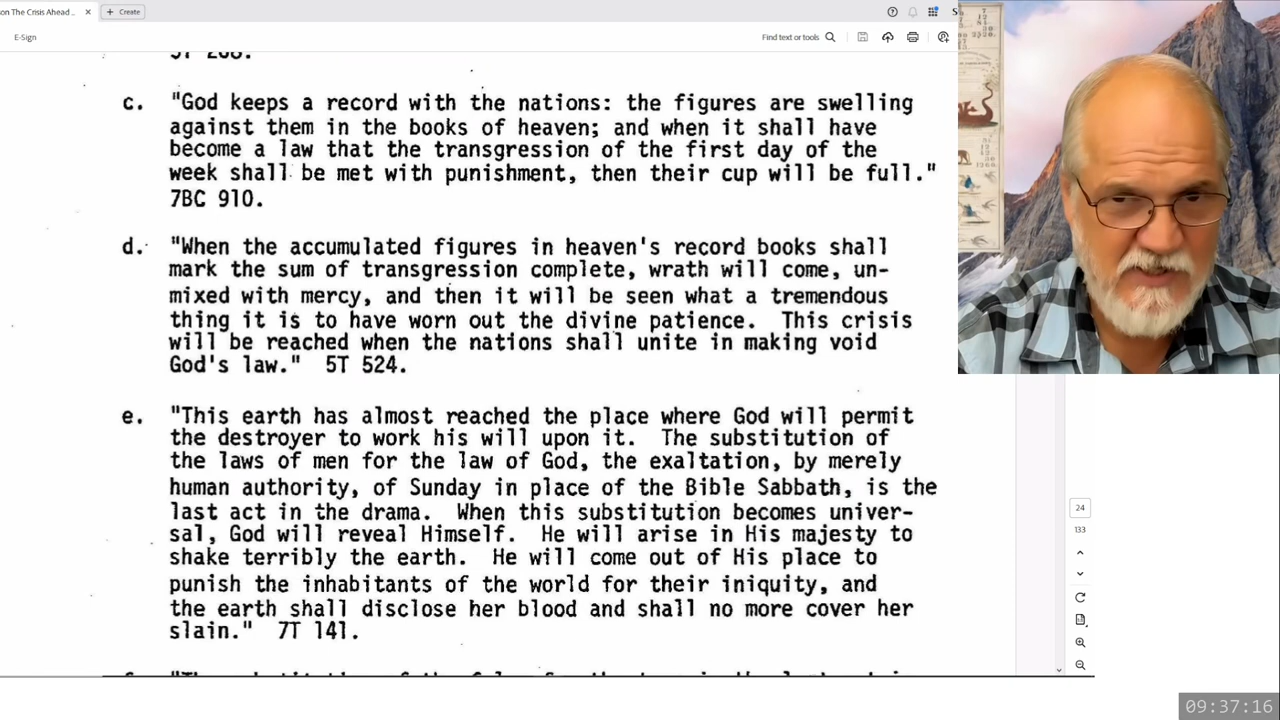 on The Crisis Ahead ..
Create
E-Sign
Find text or tools
5T 208.
c. "God keeps a record with the nations: the figures are swelling
against them in the books of heaven; and when it shall have
become a law that the transgression of the first day of the
week shall be met with punishment, then their cup will be full."
7BC 910.
d. "When the accumulated figures in heaven's record books shall
mark the sum of transgression complete, wrath will come, un-
mixed with mercy, and then it will be seen what a tremendous
thing it is to have worn out the divine patience. This crisis
will be reached when the nations shall unite in making void
God's law." 5T 524.
e. "This earth has almost reached the place where God will permit
the destroyer to work his will upon it. The substitution of
the laws of men for the law of God, the exaltation, by merely
human authority, of Sunday in place of the Bible Sabbath, is the
last act in the drama. When this substitution becomes univer-
sal, God will reveal Himself. He will arise in His majesty to
shake terribly the earth. He will come out of His place to
punish the inhabitants of the world for their iniquity, and
the earth shall disclose her blood and shall no more cover her
slain." 7T 141.
24
133
09:37:16